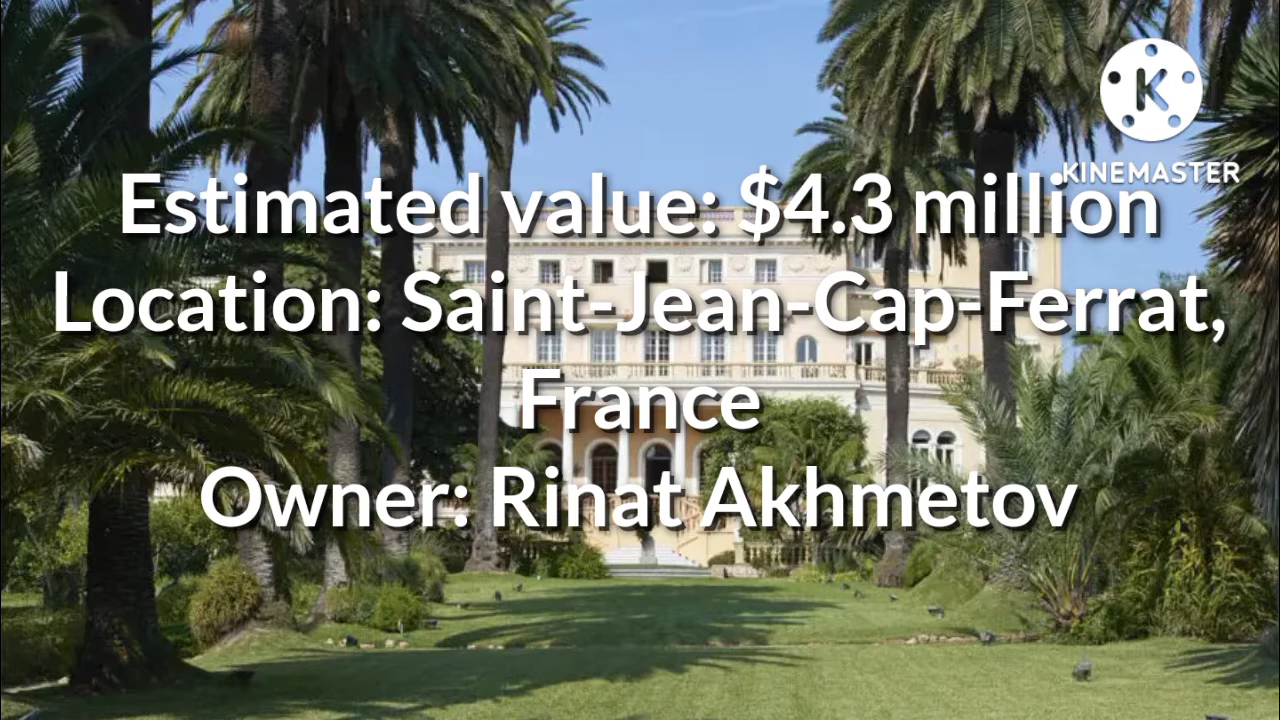 K
KINEMASTER
Estimated value: $4.3 million
Location: Saint-Jean-Cap-Ferrat,
France
Owner: Rinat Akhmetov